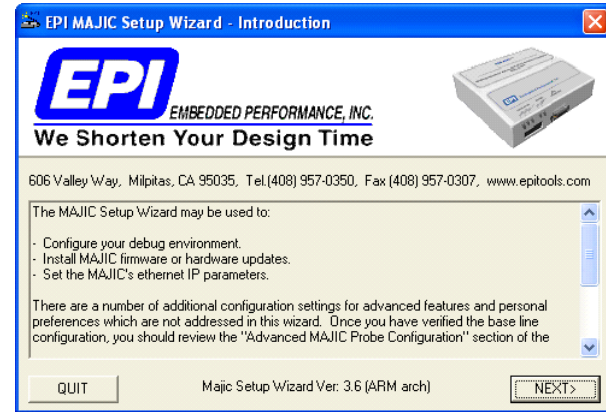 EPI MAJIC Setup Wizard - Introduction
EPI
EMBEDDED PERFORMANCE, INC.
We Shorten Your Design Time
606 Valley Way, Milpitas, CA 95035, Tel.(408) 957-0350, Fax (408) 957-0307, www.epitools.com
The MAJIC Setup Wizard may be used to:
- Configure your debug environment.
- Install MAJIC firmware or hardware updates.
- Set the MAJIC's ethernet IP parameters.
There are a number of additional configuration settings for advanced features and personal
preferences which are not addressed in this wizard. Once you have verified the base line
configuration, you should review the "Advanced MAJIC Probe Configuration" section of the
QUIT
Majic Setup Wizard Ver: 3.6 (ARM arch)
NEXT>